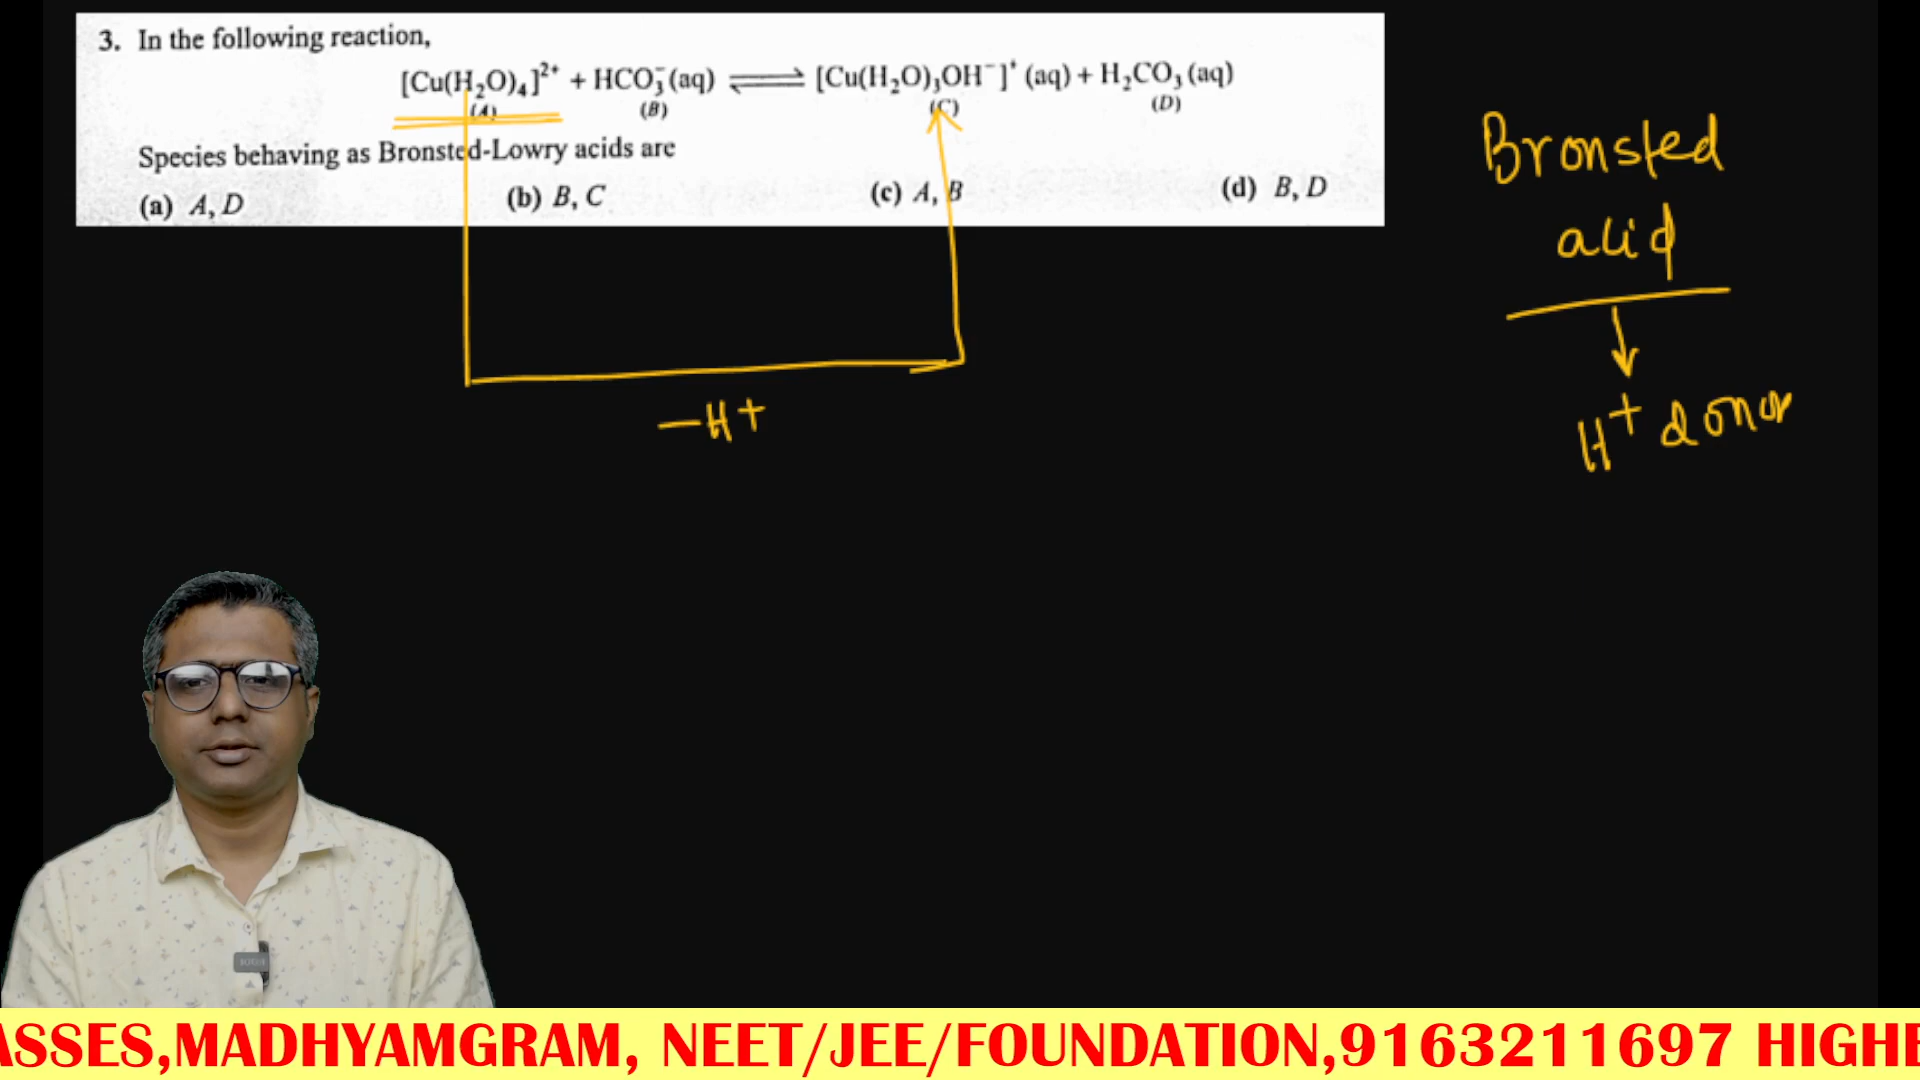 3. In the following reaction,
[Cu(H₂O)₄]²⁺ + HCO₃⁻(aq) ⇌ [Cu(H₂O)₃OH⁻]⁺ (aq) + H₂CO₃(aq)
(A) (B) (C) (D)
Species behaving as Bronsted-Lowry acids are
(a) A, D (b) B, C (c) A, B (d) B, D
Bronsted
acid
H+ donor
–H+
ASSES,MADHYAMGRAM, NEET/JEE/FOUNDATION,9163211697 HIGHE